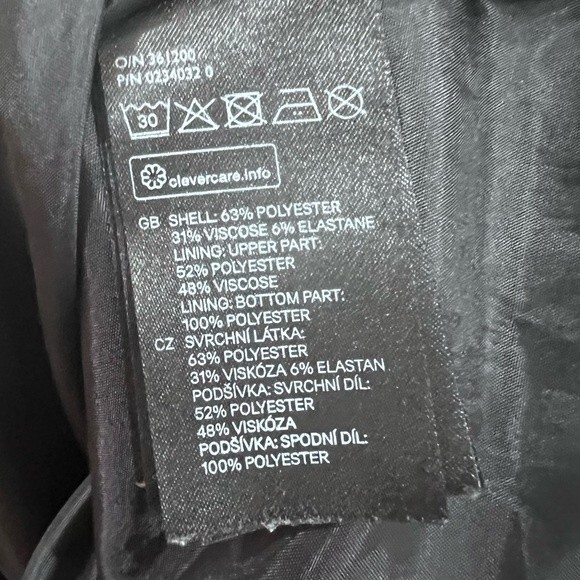 O/N 361200
P/N 0234032 0
30
clevercare.info
GB SHELL: 63% POLYESTER
31% VISCOSE 6% ELASTANE
LINING: UPPER PART:
52% POLYESTER
48% VISCOSE
LINING: BOTTOM PART:
100% POLYESTER
CZ SVRCHNÍ LÁTKA:
63% POLYESTER
31% VISKÓZA 6% ELASTAN
PODŠÍVKA: SVRCHNÍ DÍL:
52% POLYESTER
48% VISKÓZA
PODŠÍVKA: SPODNÍ DÍL:
100% POLYESTER